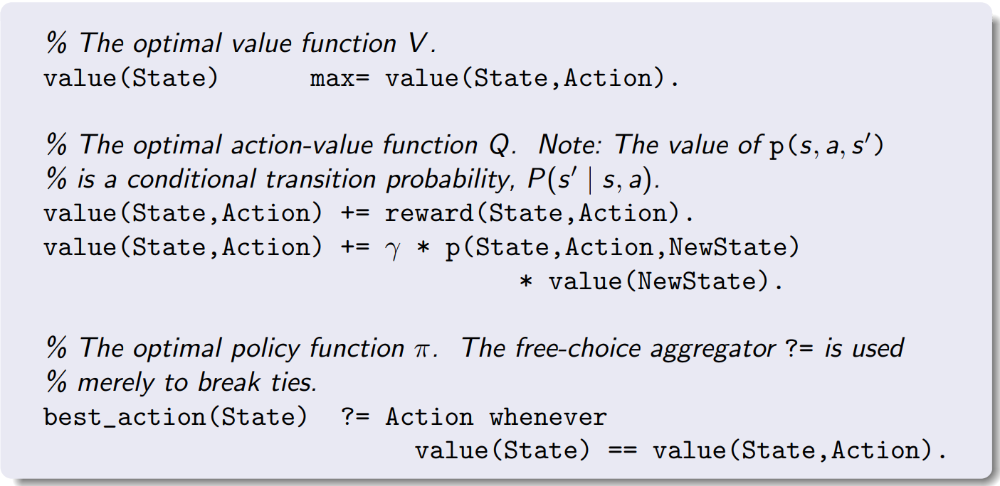 % The optimal value function V.
value(State) max= value(State,Action).
% The optimal action-value function Q. Note: The value of p(s, a, s′)
% is a conditional transition probability, P(s′ | s, a).
value(State,Action) += reward(State,Action).
value(State,Action) += γ * p(State,Action,NewState)
* value(NewState).
% The optimal policy function π. The free-choice aggregator ?= is used
% merely to break ties.
best_action(State) ?= Action whenever
value(State) == value(State,Action).